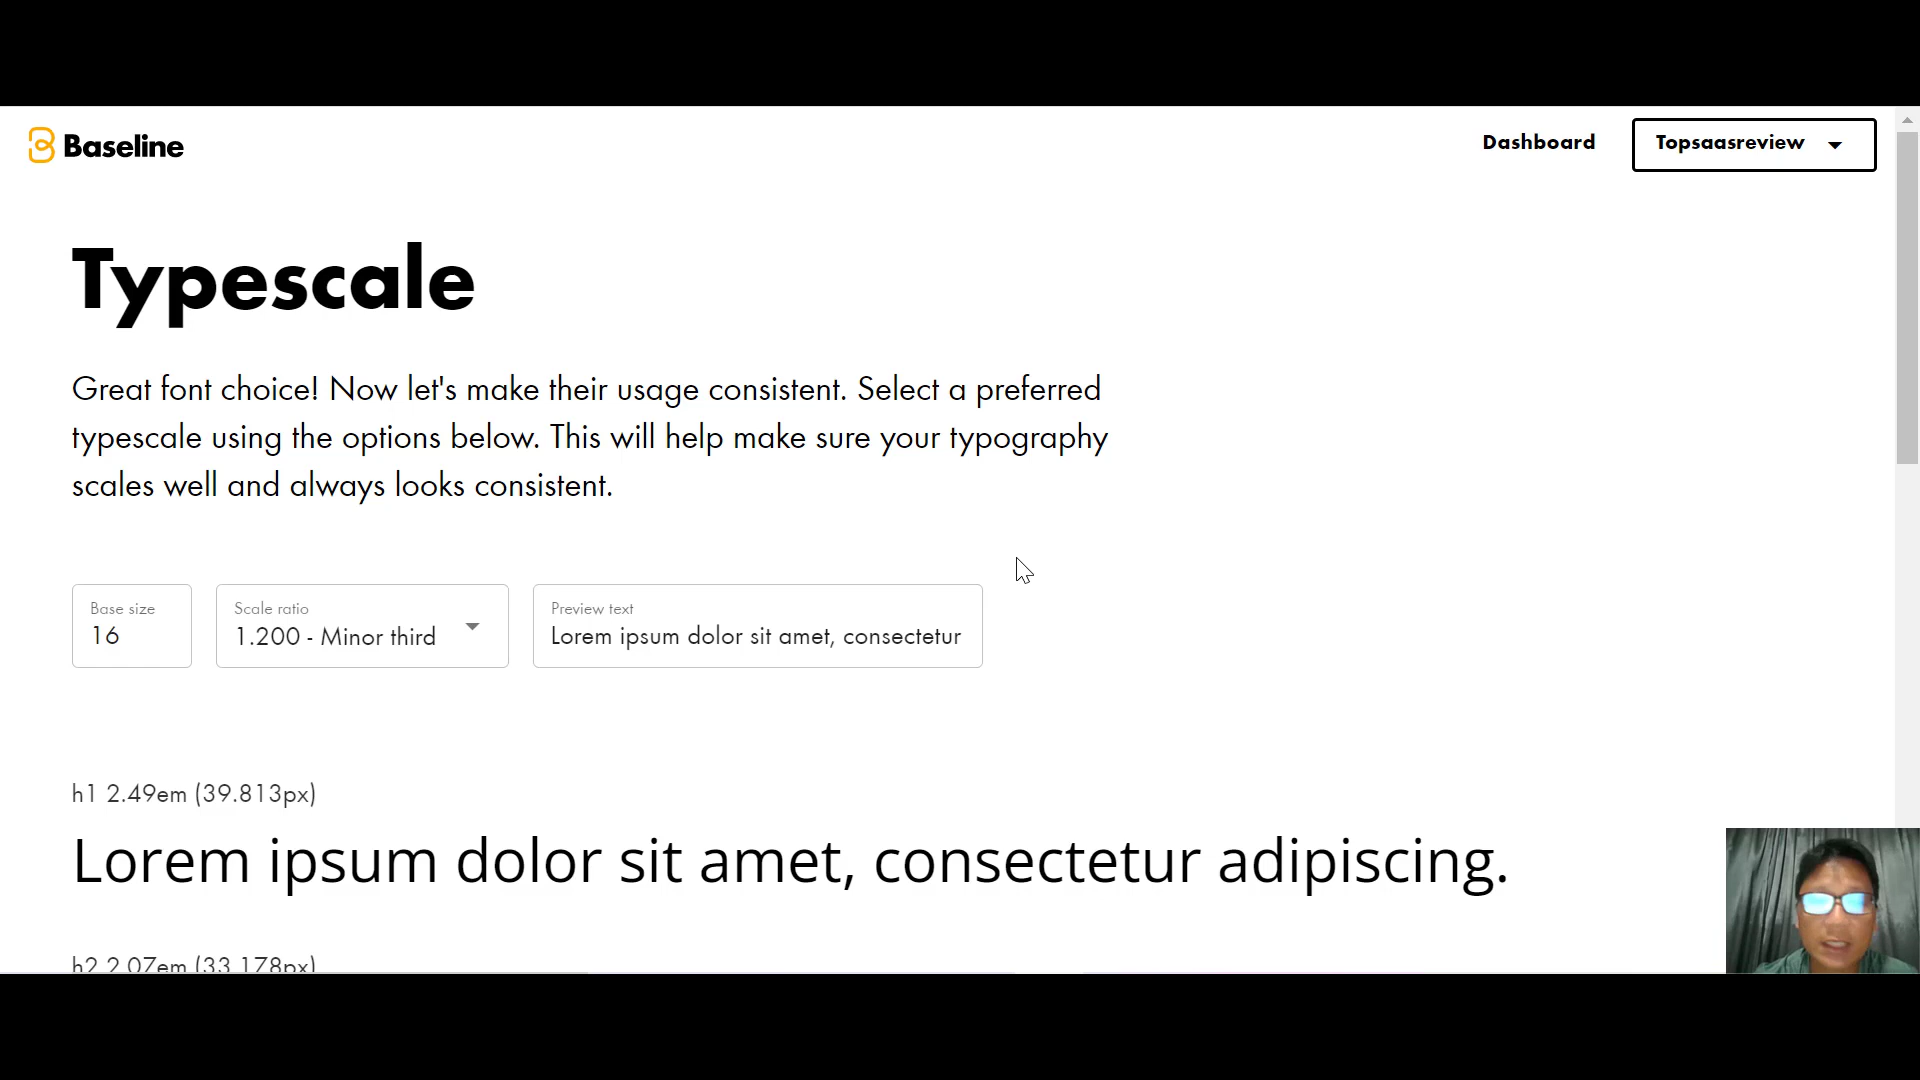 Baseline
Dashboard
Topsaasreview
Typescale
Great font choice! Now let's make their usage consistent. Select a preferred
typescale using the options below. This will help make sure your typography
scales well and always looks consistent.
Base size
16
Scale ratio
1.200 - Minor third
Preview text
Lorem ipsum dolor sit amet, consectetur
h1 2.49em (39.813px)
Lorem ipsum dolor sit amet, consectetur adipiscing.
h2 2.07em (33.178px)